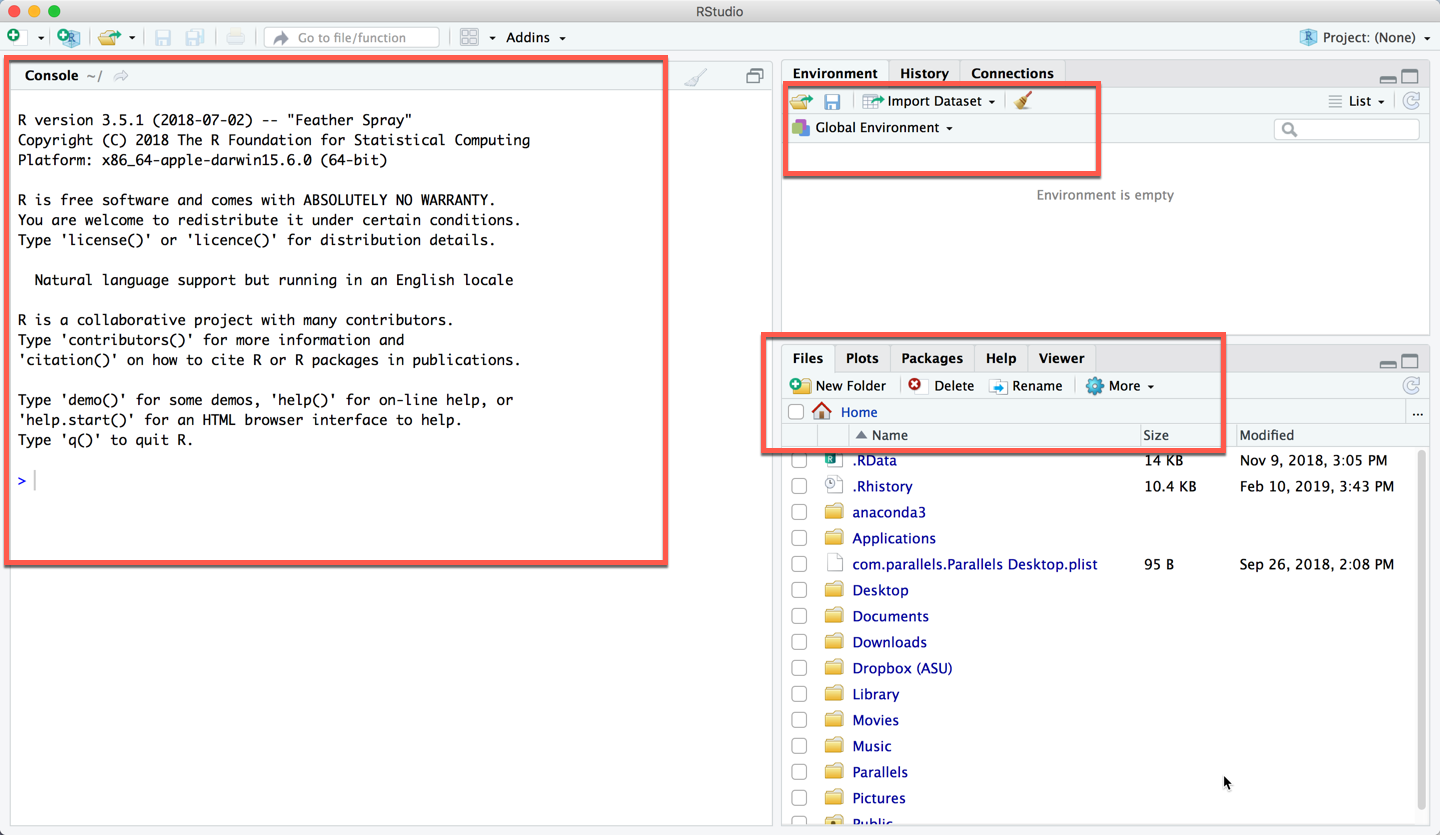 RStudio
Go to file/function
Addins
Project: (None)
Console ~/
R version 3.5.1 (2018-07-02) -- "Feather Spray"
Copyright (C) 2018 The R Foundation for Statistical Computing
Platform: x86_64-apple-darwin15.6.0 (64-bit)
R is free software and comes with ABSOLUTELY NO WARRANTY.
You are welcome to redistribute it under certain conditions.
Type 'license()' or 'licence()' for distribution details.
Natural language support but running in an English locale
R is a collaborative project with many contributors.
Type 'contributors()' for more information and
'citation()' on how to cite R or R packages in publications.
Type 'demo()' for some demos, 'help()' for on-line help, or
'help.start()' for an HTML browser interface to help.
Type 'q()' to quit R.
>
Environment History Connections
Import Dataset List
Global Environment
Environment is empty
Files Plots Packages Help Viewer
New Folder Delete Rename More
Home ...
Name Size Modified
.RData 14 KB Nov 9, 2018, 3:05 PM
.Rhistory 10.4 KB Feb 10, 2019, 3:43 PM
anaconda3
Applications
com.parallels.Parallels Desktop.plist 95 B Sep 26, 2018, 2:08 PM
Desktop
Documents
Downloads
Dropbox (ASU)
Library
Movies
Music
Parallels
Pictures
Public